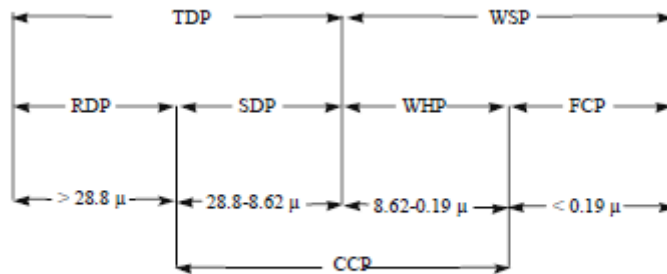 TDP WSP
RDP SDP WHP FCP
> 28.8 μ 28.8-8.62 μ 8.62-0.19 μ < 0.19 μ
CCP